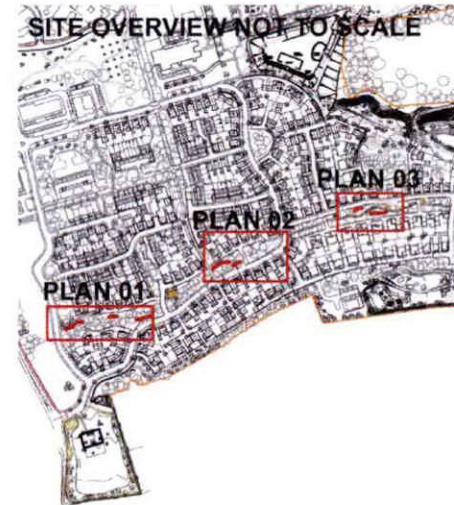 SITE OVERVIEW NOT TO SCALE
PLAN 03
PLAN 02
PLAN 01